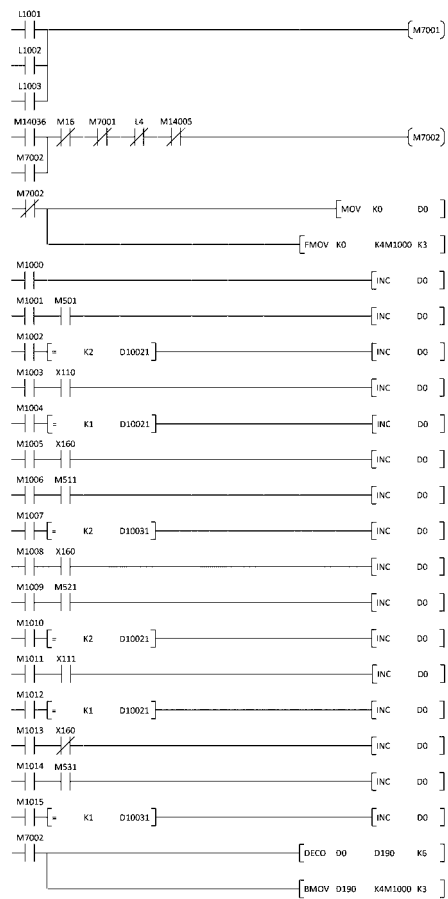 L1001
M7001
L1002
L1003
M14036 M16 M7001 L4 M14005
M7002
M7002
M7002
MOV K0 D0
FMOV K0 K4M1000 K3
M1000
INC D0
M1001 M501
INC D0
M1002
= K2 D10021 INC D0
M1003 X110
INC D0
M1004
= K1 D10021 INC D0
M1005 X160
INC D0
M1006 M511
INC D0
M1007
= K2 D10031 INC D0
M1008 X160
INC D0
M1009 M521
INC D0
M1010
= K2 D10021 INC D0
M1011 X111
INC D0
M1012
= K1 D10021 INC D0
M1013 X160
INC D0
M1014 M531
INC D0
M1015
= K1 D10031 INC D0
M7002
DECO D0 D190 K6
BMOV D190 K4M1000 K3